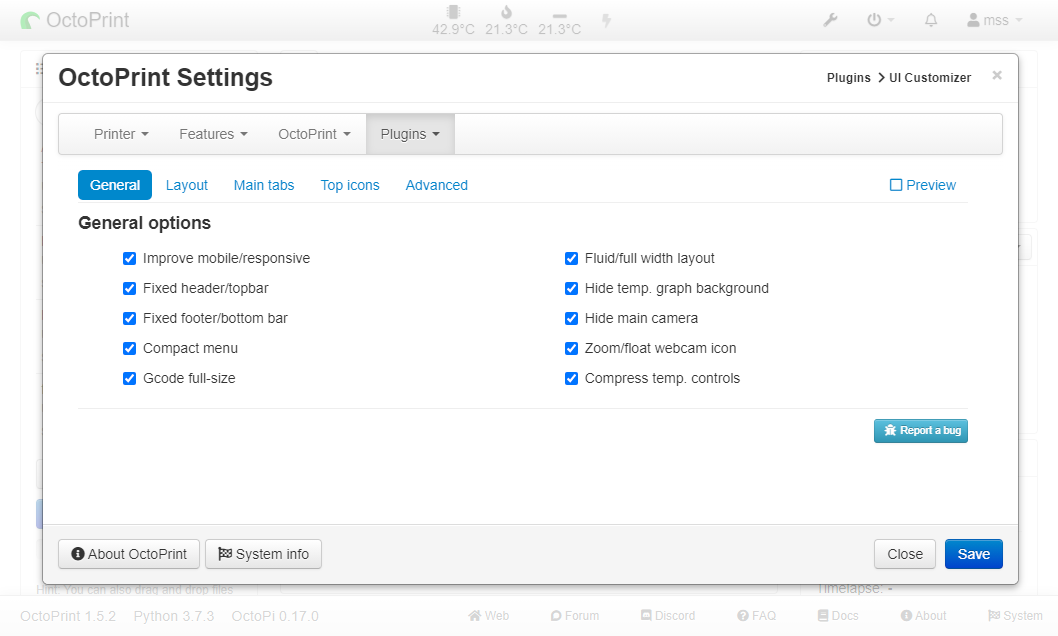 OctoPrint
42.9°C 21.3°C 21.3°C
mss
OctoPrint Settings
Plugins > UI Customizer
×
Printer
Features
OctoPrint
Plugins
General
Layout
Main tabs
Top icons
Advanced
Preview
General options
Improve mobile/responsive
Fluid/full width layout
Fixed header/topbar
Hide temp. graph background
Fixed footer/bottom bar
Hide main camera
Compact menu
Zoom/float webcam icon
Gcode full-size
Compress temp. controls
Report a bug
About OctoPrint
System info
Close
Save
Hint: You can also drag and drop files
Timelapse: -
OctoPrint 1.5.2 Python 3.7.3 OctoPi 0.17.0
Web
Forum
Discord
FAQ
Docs
About
System